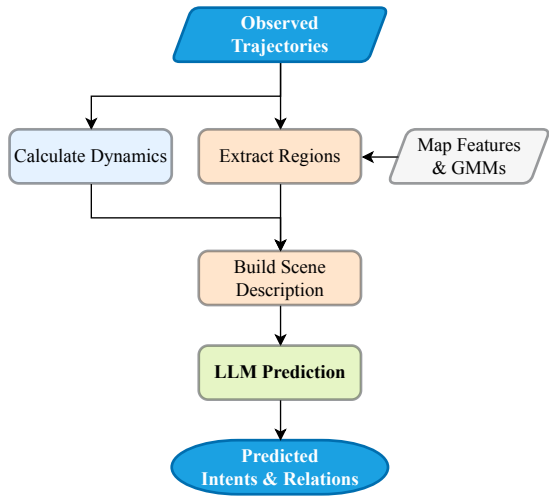 Observed
Trajectories
Calculate Dynamics
Extract Regions
Map Features
& GMMs
Build Scene
Description
LLM Prediction
Predicted
Intents & Relations